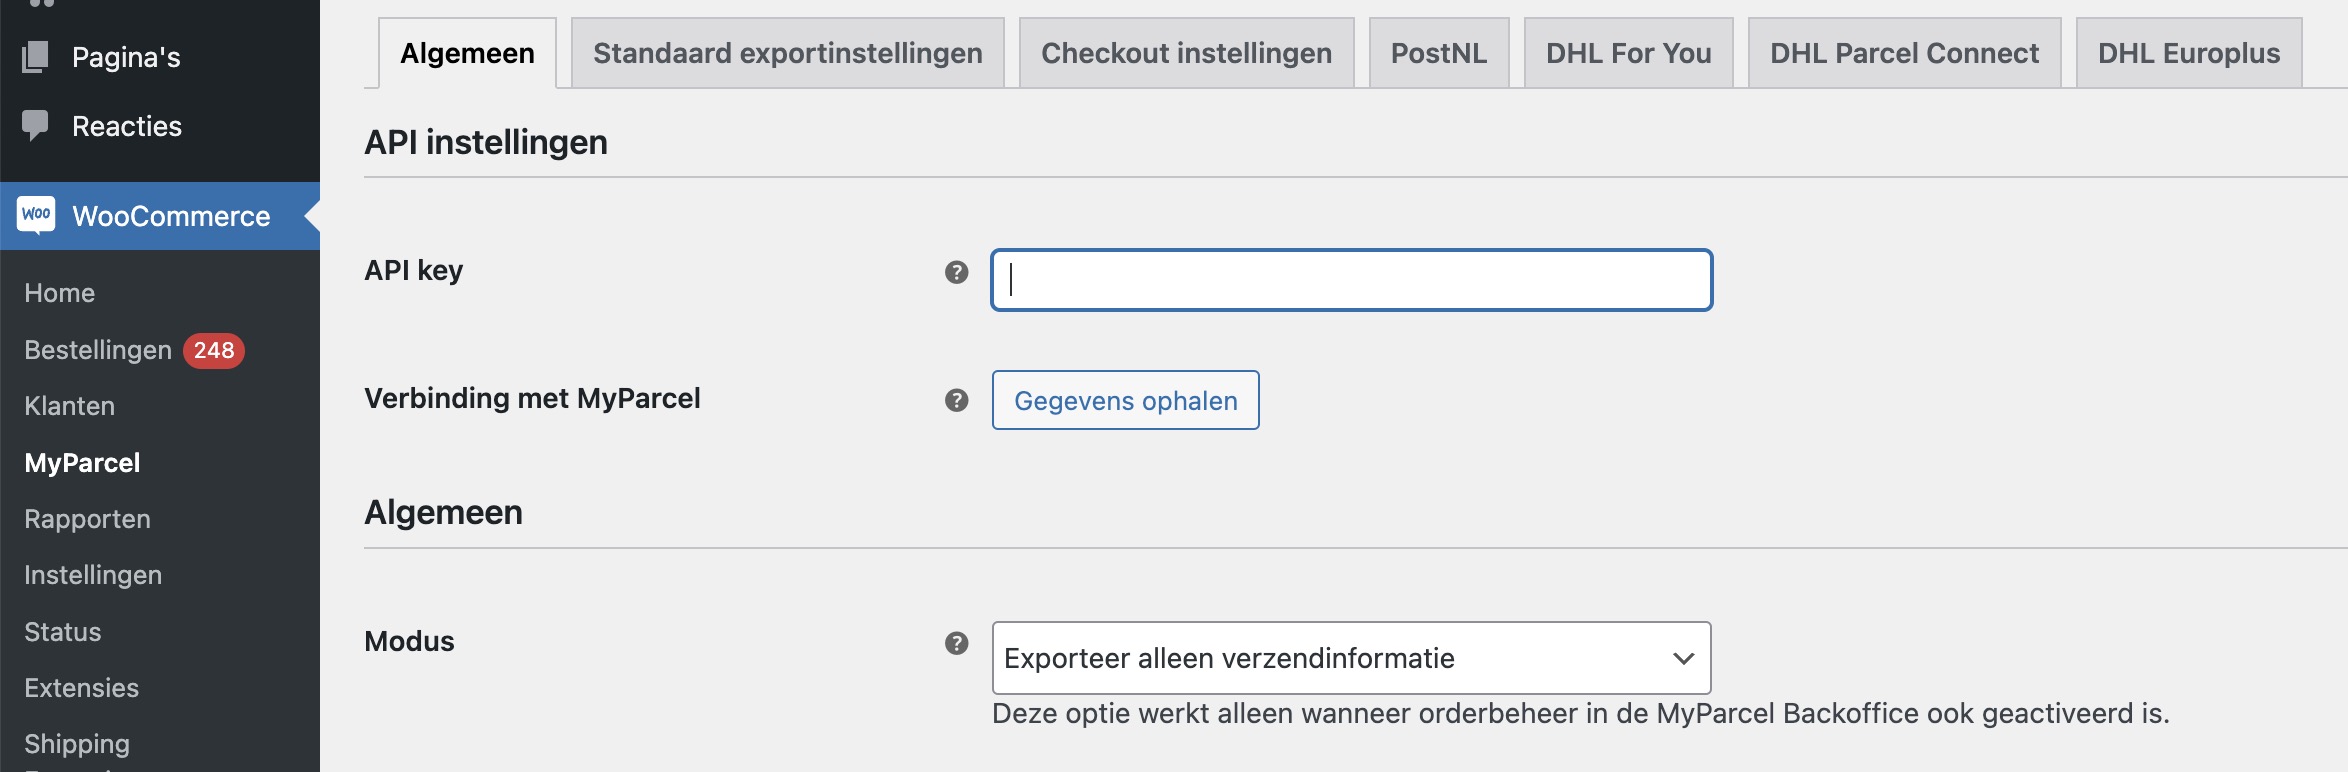 Pagina's
Reacties
WOO WooCommerce
Home
Bestellingen 248
Klanten
MyParcel
Rapporten
Instellingen
Status
Extensies
Shipping
Algemeen Standaard exportinstellingen Checkout instellingen PostNL DHL For You DHL Parcel Connect DHL Europlus
API instellingen
API key ?
Verbinding met MyParcel ? Gegevens ophalen
Algemeen
Modus ? Exporteer alleen verzendinformatie
Deze optie werkt alleen wanneer orderbeheer in de MyParcel Backoffice ook geactiveerd is.